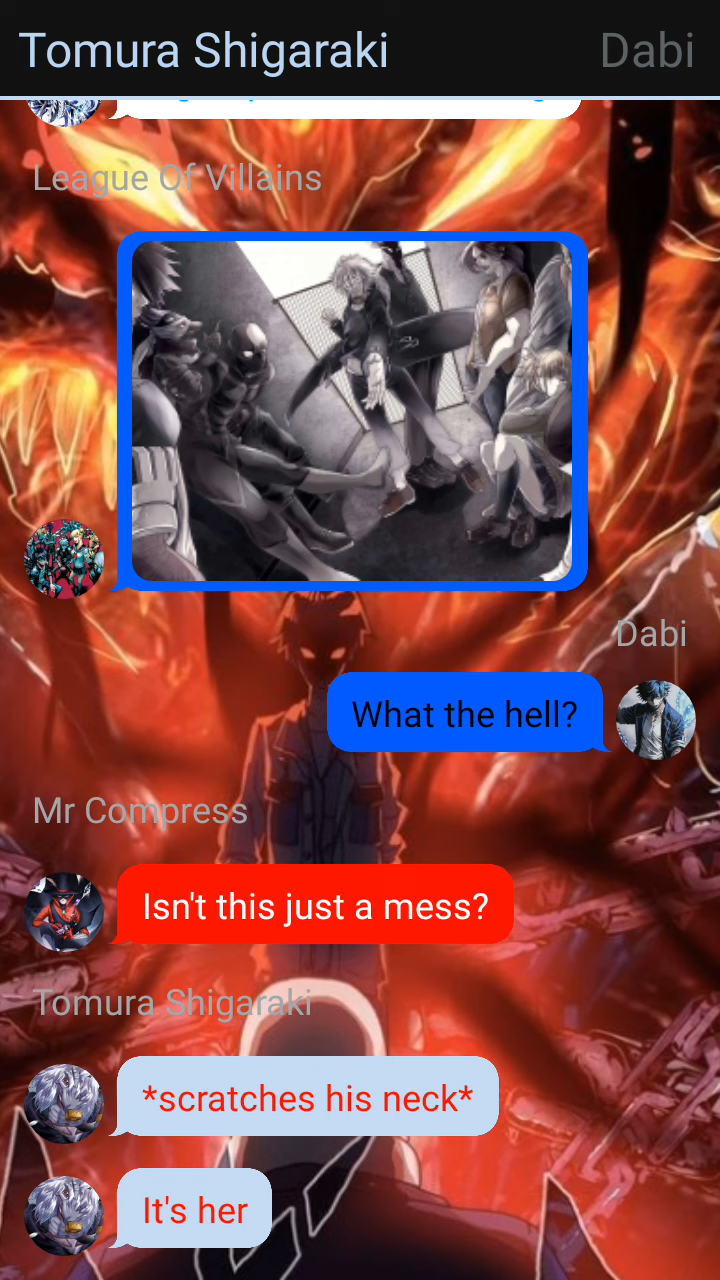 Tomura Shigaraki
Dabi
League Of Villains
Dabi
What the hell?
Mr Compress
Isn't this just a mess?
Tomura Shigaraki
*scratches his neck*
It's her